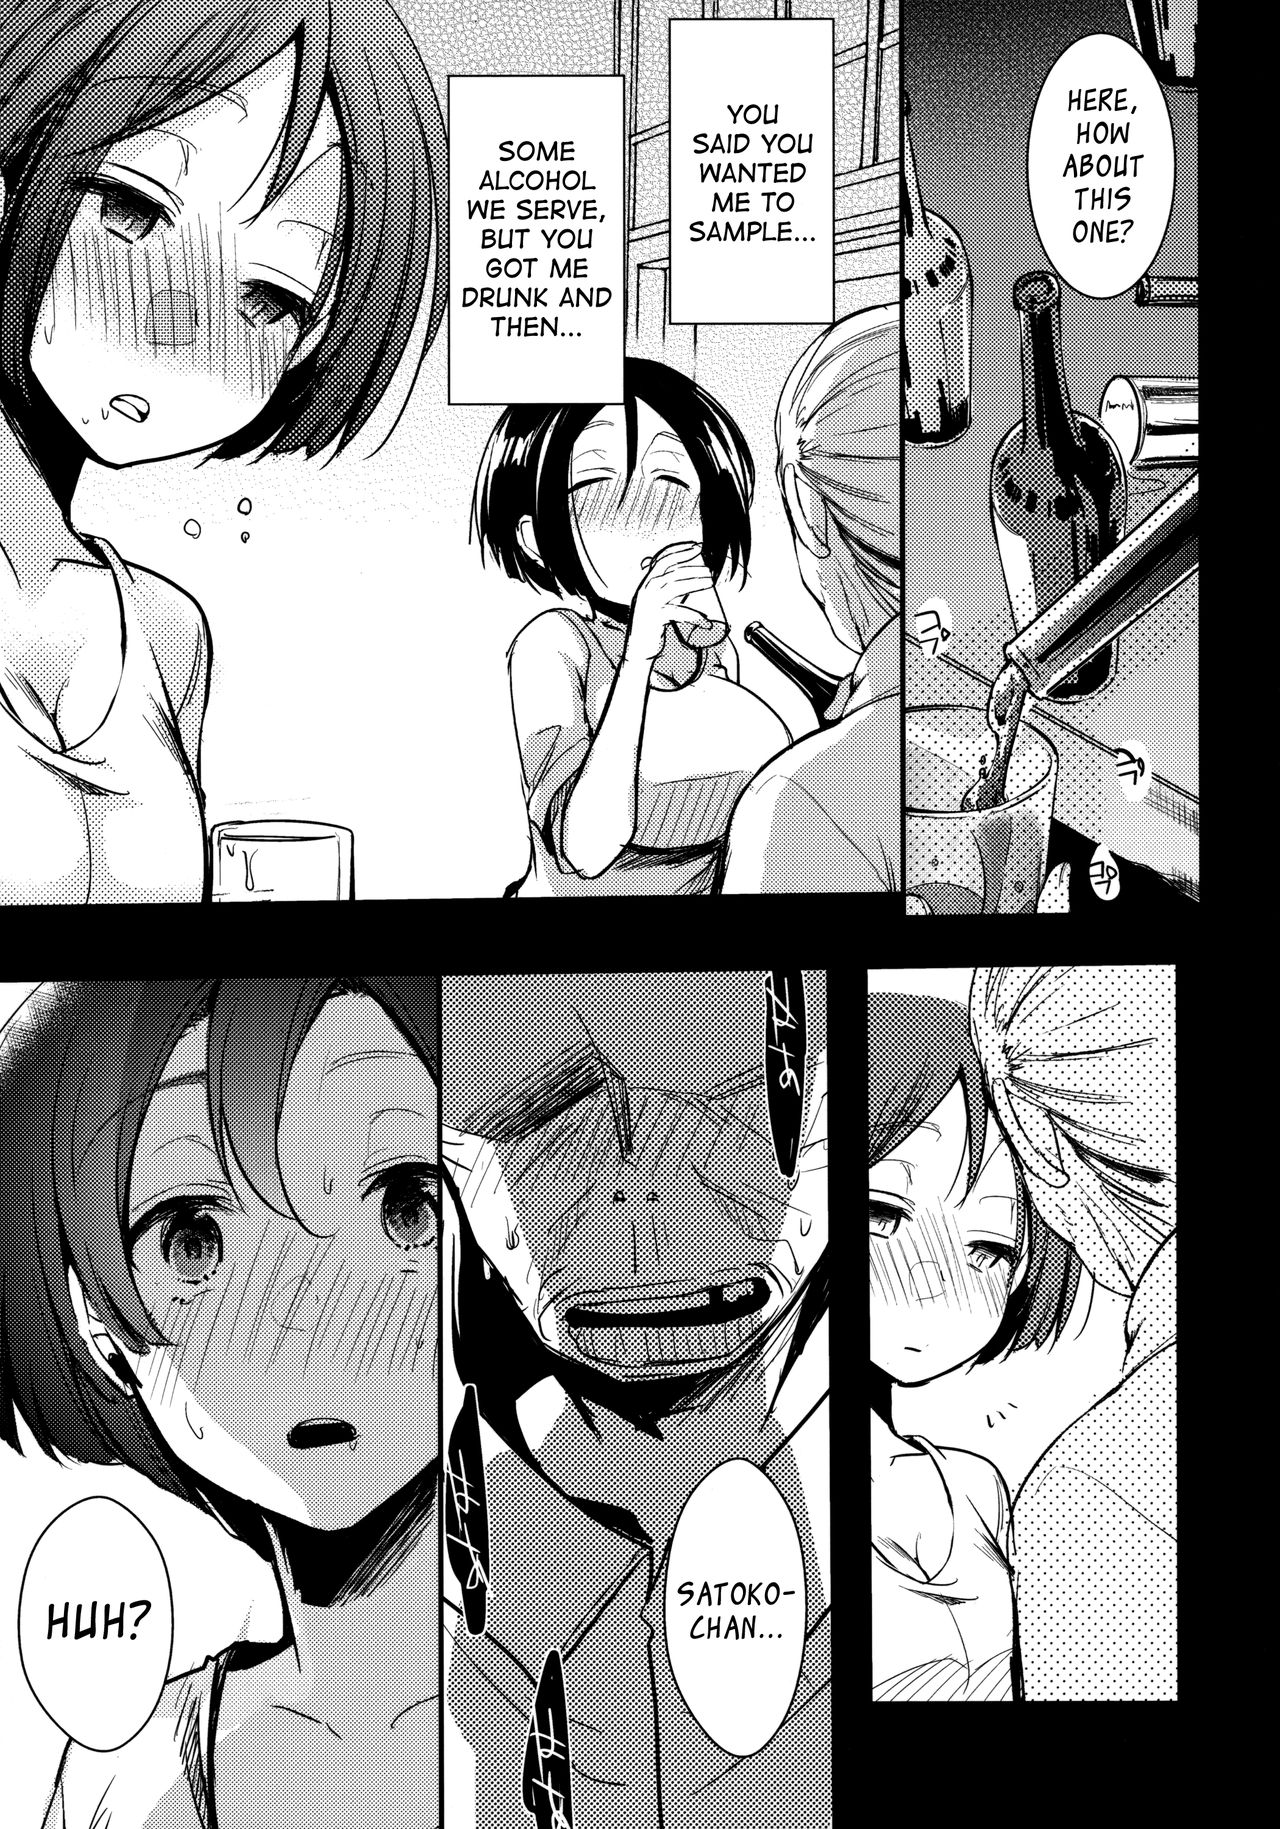 HERE,
HOW
ABOUT
THIS
ONE?
YOU
SAID YOU
WANTED
ME TO
SAMPLE...
SOME
ALCOHOL
WE SERVE,
BUT YOU
GOT ME
DRUNK AND
THEN...
SATOKO-
CHAN...
HUH?